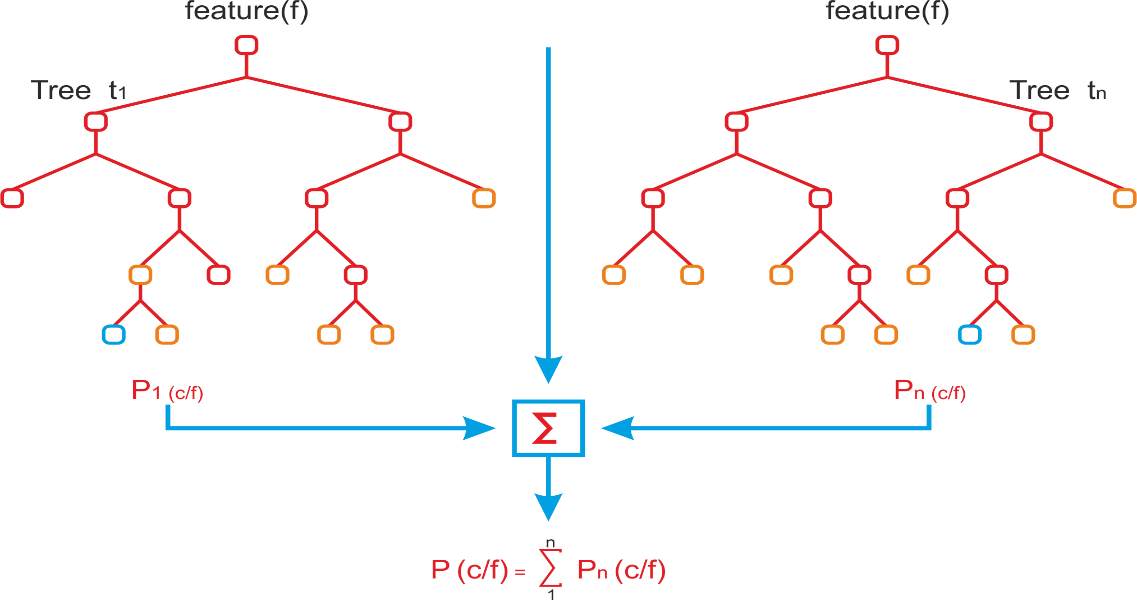 feature(f)
feature(f)
Tree t1
Tree tn
P1 (c/f)
Pn (c/f)
Σ
n
P (c/f) = ∑ Pn (c/f)
1